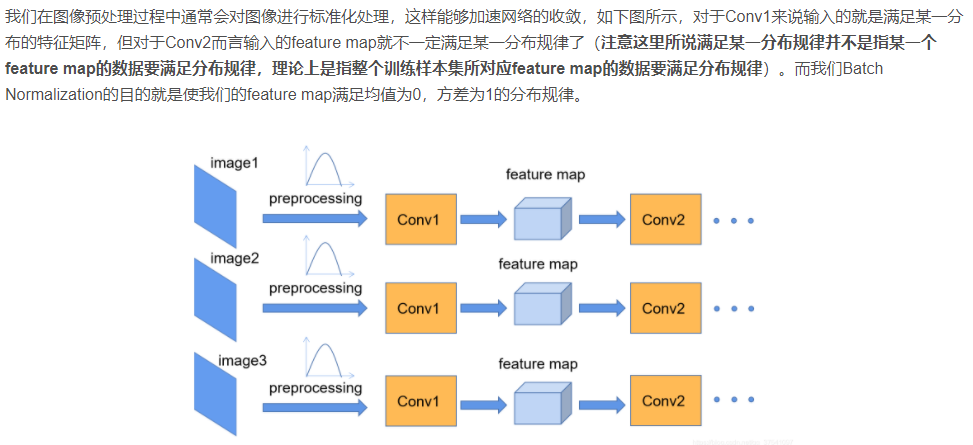 我们在图像预处理过程中通常会对图像进行标准化处理，这样能够加速网络的收敛，如下图所示，对于Conv1来说输入的就是满足某一分
布的特征矩阵，但对于Conv2而言输入的feature map就不一定满足某一分布规律了（注意这里所说满足某一分布规律并不是指某一个
feature map的数据要满足分布规律，理论上是指整个训练样本集所对应feature map的数据要满足分布规律）。而我们Batch
Normalization的目的就是使我们的feature map满足均值为0，方差为1的分布规律。
image1
preprocessing
Conv1
feature map
Conv2
image2
preprocessing
Conv1
feature map
Conv2
image3
preprocessing
Conv1
feature map
Conv2